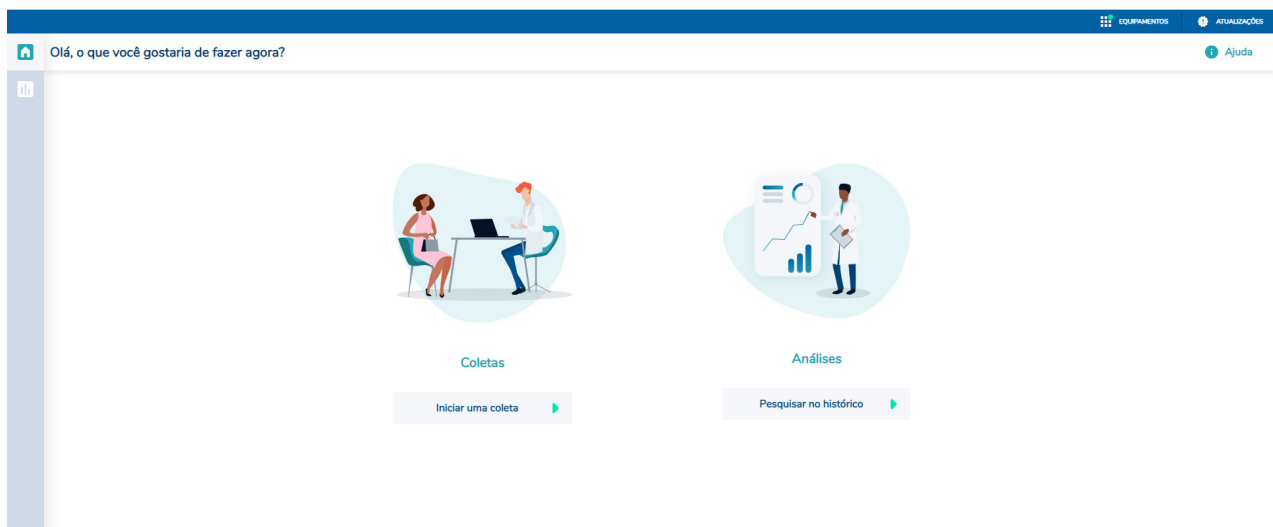 EQUIPAMENTOS
ATUALIZAÇÕES
Olá, o que você gostaria de fazer agora?
Ajuda
Coletas
Análises
Iniciar uma coleta
Pesquisar no histórico